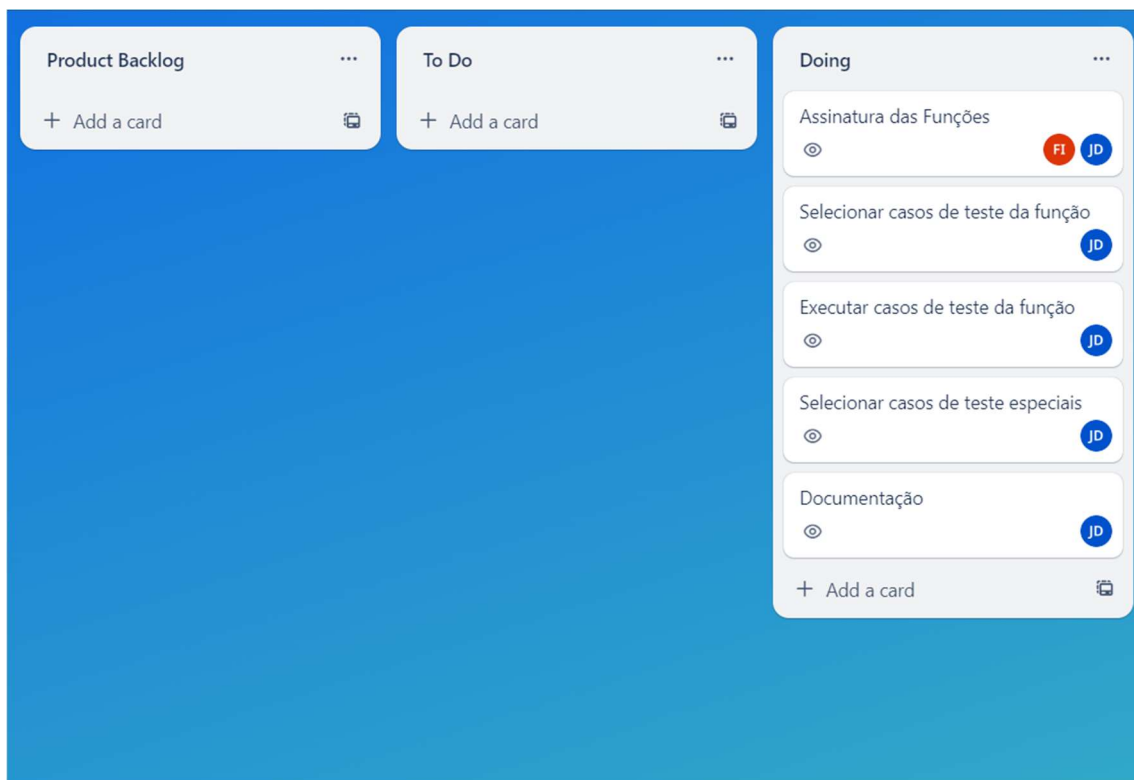 Product Backlog
Add a card
To Do
Add a card
Doing
Assinatura das Funções
FI JD
Selecionar casos de teste da função
JD
Executar casos de teste da função
JD
Selecionar casos de teste especiais
JD
Documentação
JD
Add a card